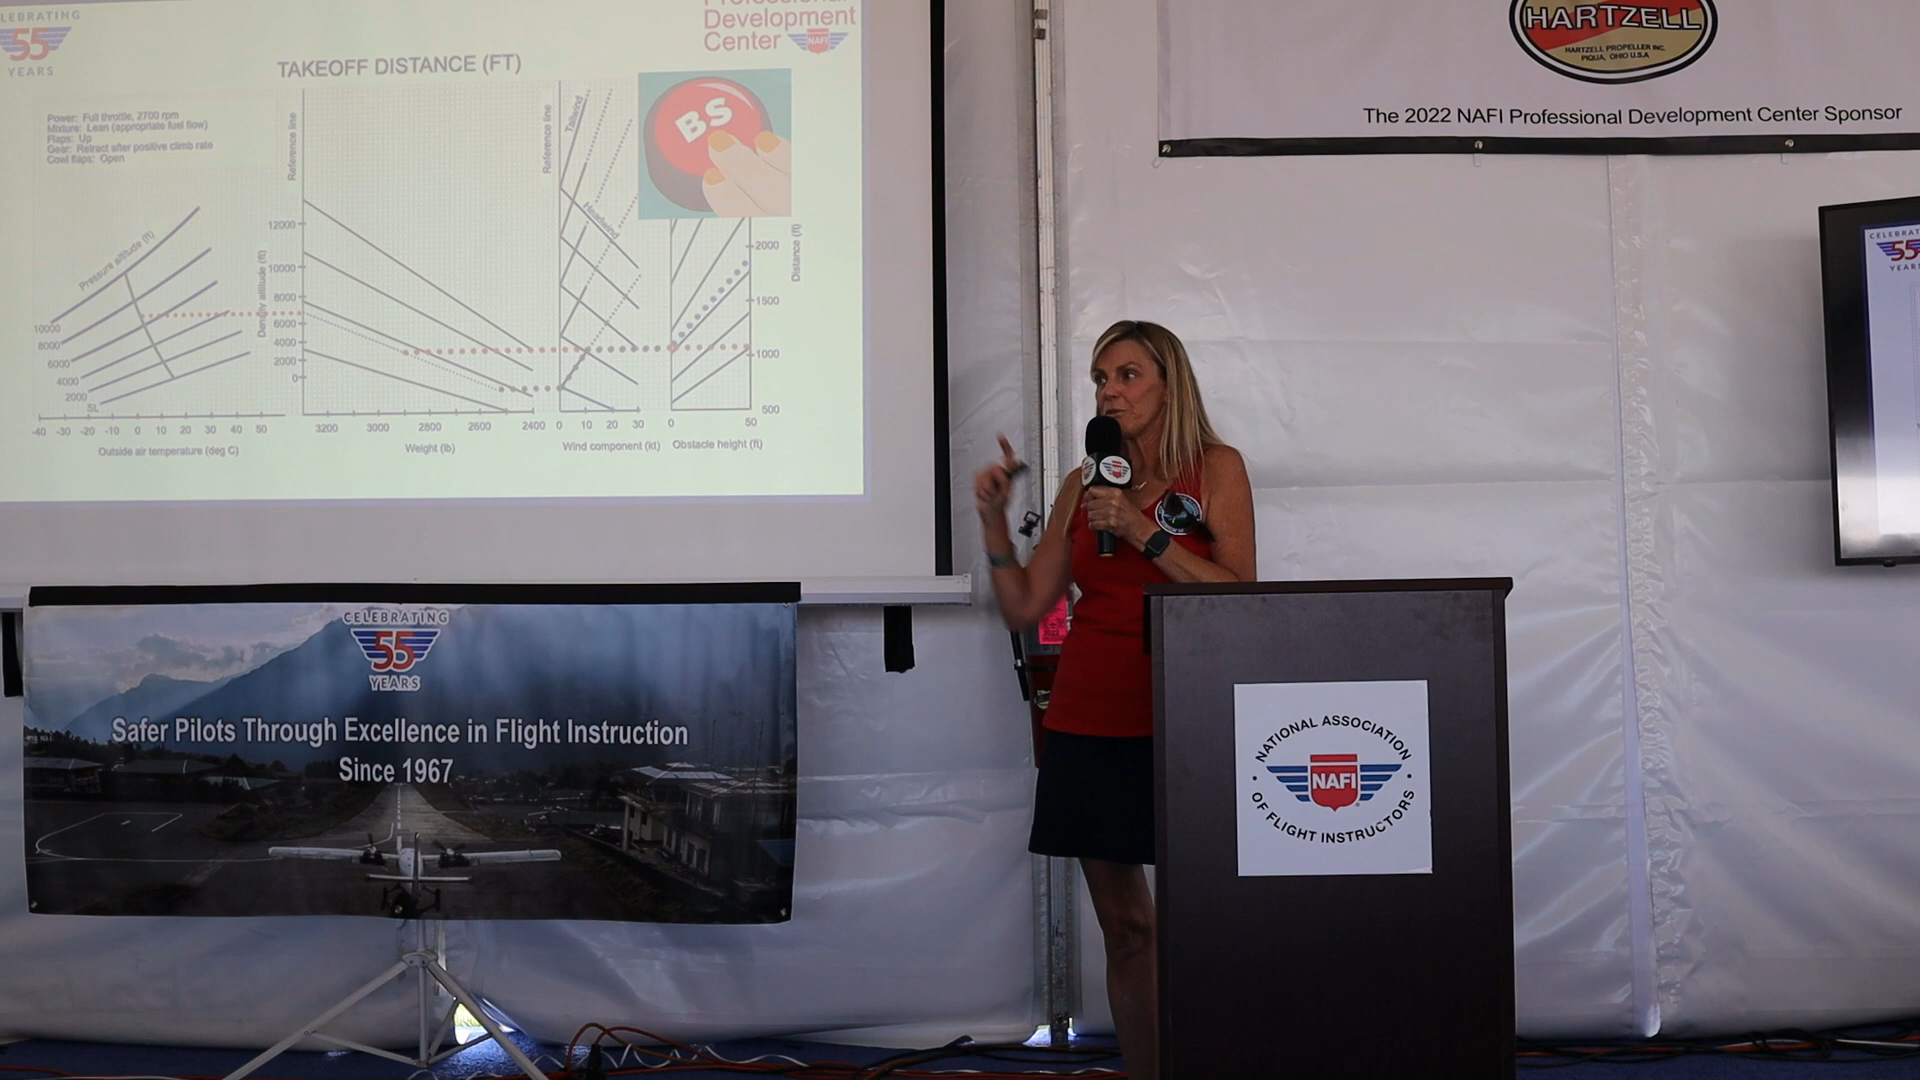 CELEBRATING
55
YEARS
Professional
Development
Center
NAFI
TAKEOFF DISTANCE (FT)
Power: Full throttle, 2700 rpm
Mixture: Lean (appropriate fuel flow)
Flaps: Up
Gear: Retract after positive climb rate
Cowl flaps: Open
Reference line
Reference line
Tailwind
Headwind
BS
Pressure altitude (ft)
Density altitude (ft)
Distance (ft)
12000
10000
8000
6000
4000
2000
0
10000
8000
6000
4000
2000
SL
2000
1500
1000
500
-40 -30 -20 -10 0 10 20 30 40 50
3200 3000 2800 2600 2400
0 10 20 30
0 50
Outside air temperature (deg C)
Weight (lb)
Wind component (kt)
Obstacle height (ft)
HARTZELL
HARTZELL PROPELLER INC.
PIQUA, OHIO U.S.A
The 2022 NAFI Professional Development Center Sponsor
55
CELEBRATING
55
YEARS
Safer Pilots Through Excellence in Flight Instruction
Since 1967
NATIONAL ASSOCIATION
NAFI
OF FLIGHT INSTRUCTORS